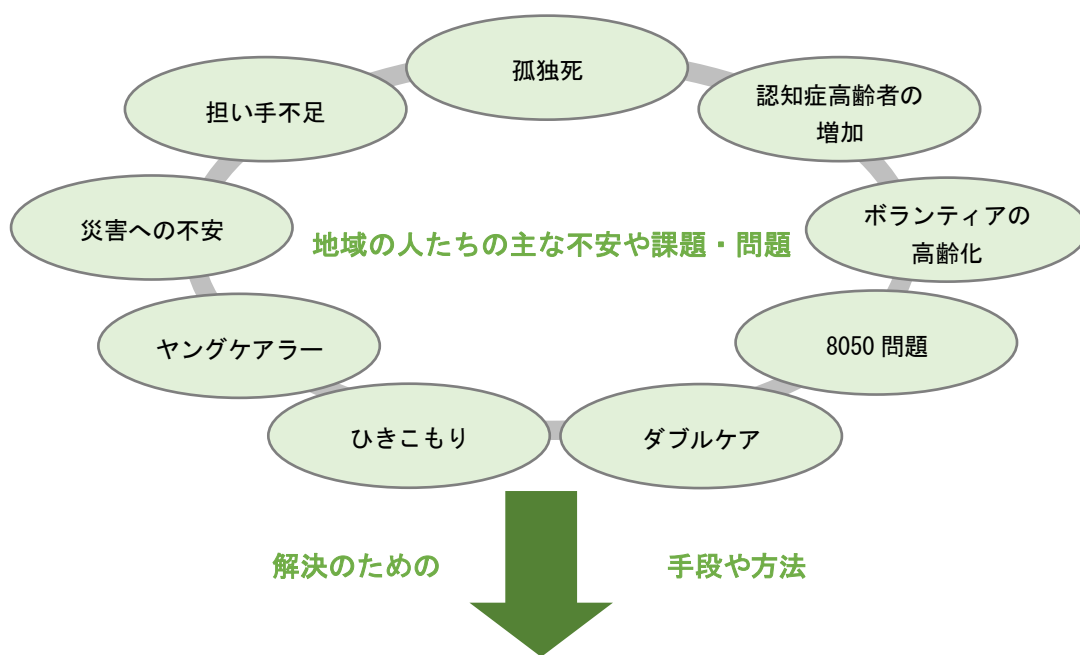 孤独死
担い手不足
認知症高齢者の
増加
災害への不安
地域の人たちの主な不安や課題・問題
ボランティアの
高齢化
ヤングケアラー
8050 問題
ひきこもり
ダブルケア
解決のための
手段や方法